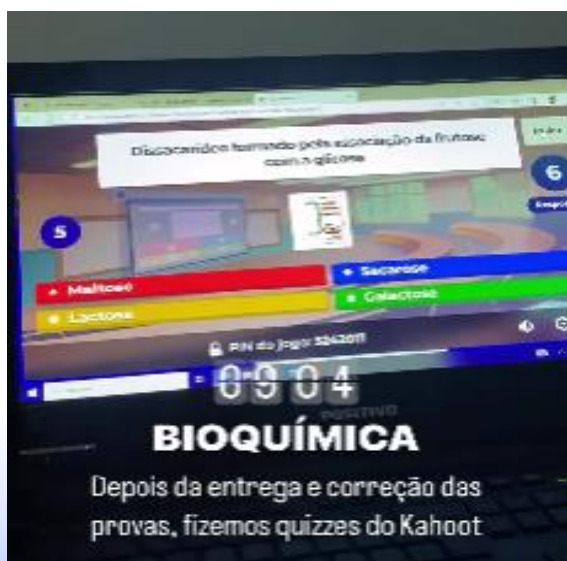 Dissacarídeo formado pela associação da frutose
com a glicose
6
5
Maltose
Sacarose
Lactose
Galactose
PIN do jogo:
09 04
POSITIVO
BIOQUÍMICA
Depois da entrega e correção das
provas, fizemos quizzes do Kahoot